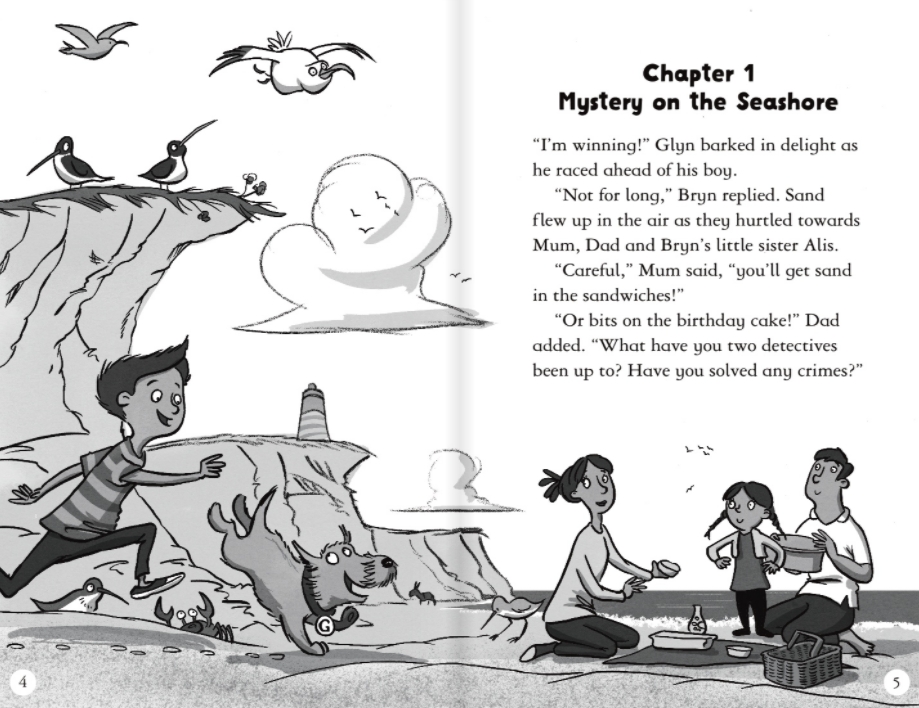 Chapter 1
Mystery on the Seashore
“I’m winning!” Glyn barked in delight as
he raced ahead of his boy.
“Not for long,” Bryn replied. Sand
flew up in the air as they hurtled towards
Mum, Dad and Bryn’s little sister Alis.
“Careful,” Mum said, “you’ll get sand
in the sandwiches!”
“Or bits on the birthday cake!” Dad
added. “What have you two detectives
been up to? Have you solved any crimes?”
G
4
5